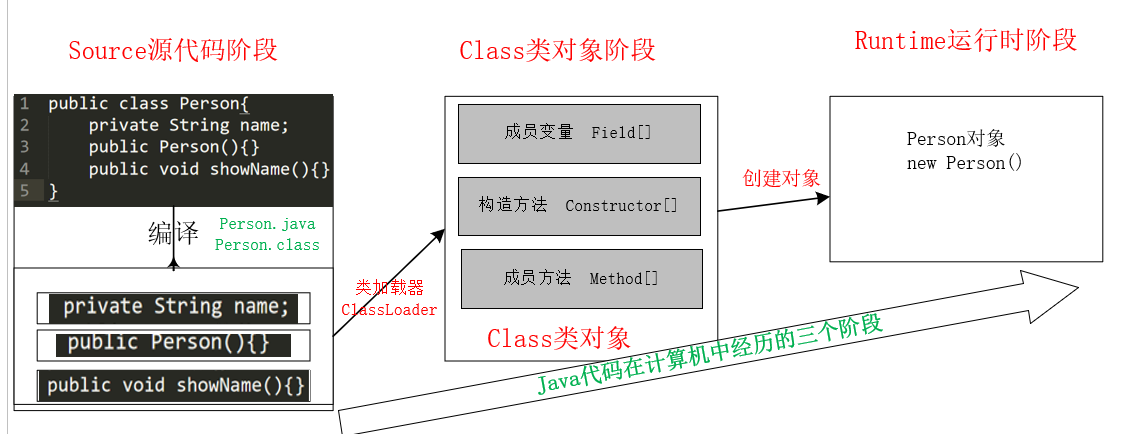 Source源代码阶段
1 public class Person{
2 private String name;
3 public Person(){}
4 public void showName(){}
5 }
编译
Person.java
Person.class
private String name;
public Person(){}
public void showName(){}
类加载器
ClassLoader
Class类对象阶段
成员变量 Field[]
构造方法 Constructor[]
成员方法 Method[]
Class类对象
创建对象
Runtime运行时阶段
Person对象
new Person()
Java代码在计算机中经历的三个阶段